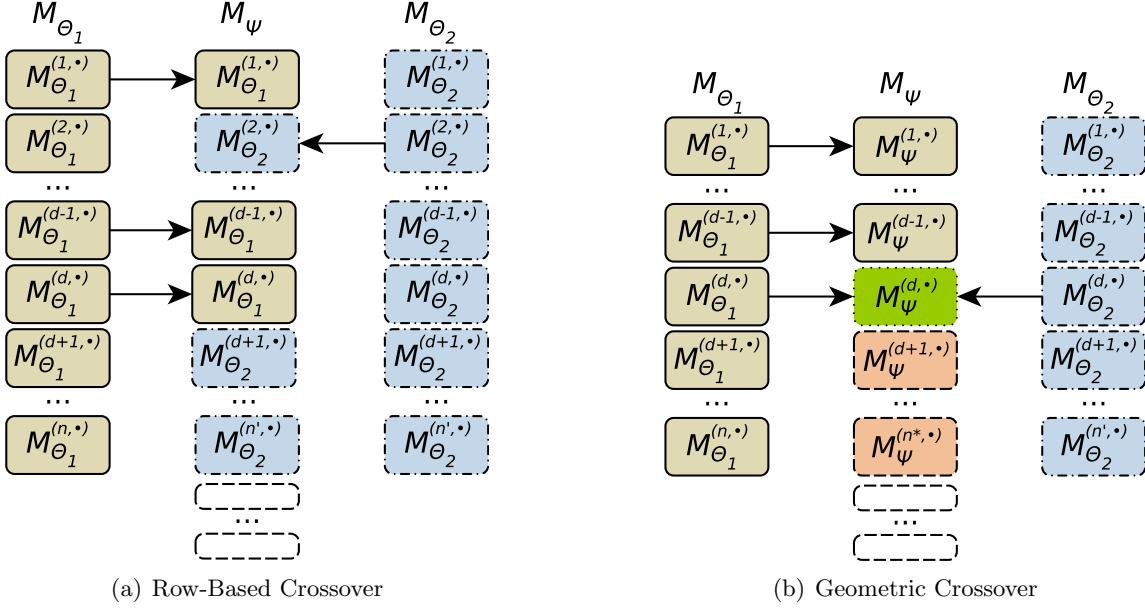 M_Θ₁ M_Ψ M_Θ₂
M_Θ₁^(1,•) M_Θ₁^(1,•) M_Θ₂^(1,•)
M_Θ₁^(2,•) M_Θ₂^(2,•) M_Θ₂^(2,•)
... ... ...
M_Θ₁^(d-1,•) M_Θ₁^(d-1,•) M_Θ₂^(d-1,•)
M_Θ₁^(d,•) M_Θ₁^(d,•) M_Θ₂^(d,•)
M_Θ₁^(d+1,•) M_Θ₂^(d+1,•) M_Θ₂^(d+1,•)
... ... ...
M_Θ₁^(n,•) M_Θ₂^(n',•) M_Θ₂^(n',•)
...
(a) Row-Based Crossover
M_Θ₁ M_Ψ M_Θ₂
M_Θ₁^(1,•) M_Ψ^(1,•) M_Θ₂^(1,•)
... ... ...
M_Θ₁^(d-1,•) M_Ψ^(d-1,•) M_Θ₂^(d-1,•)
M_Θ₁^(d,•) M_Ψ^(d,•) M_Θ₂^(d,•)
M_Θ₁^(d+1,•) M_Ψ^(d+1,•) M_Θ₂^(d+1,•)
... ... ...
M_Θ₁^(n,•) M_Ψ^(n*,•) M_Θ₂^(n',•)
...
(b) Geometric Crossover